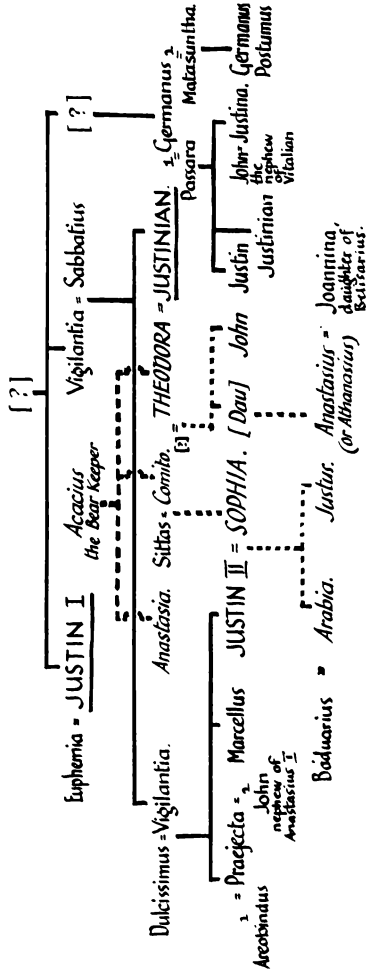 [?]
Euphemia = JUSTIN I
Vigilantia = Sabbatius
[?]
Acacius
the Bear Keeper
Dulcissimus = Vigilantia.
Anastasia.
Sittas = Comito.
THEODORA = JUSTINIAN.
[?] =
1 = Germanus 2 =
Passara
Matasuntha
2 = Praejecta = 2
Areobindus
John
nephew of
Anastasius I
Marcellus
JUSTIN II = SOPHIA.
[Dau]
John
Justin
Justinian
John = Justina.
the
nephew
of
Vitalian
Germanus
Postumus
Baduarius = Arabia.
Justus.
Anastasius =
(or Athanasius)
Joannina,
daughter of
Belisarius.